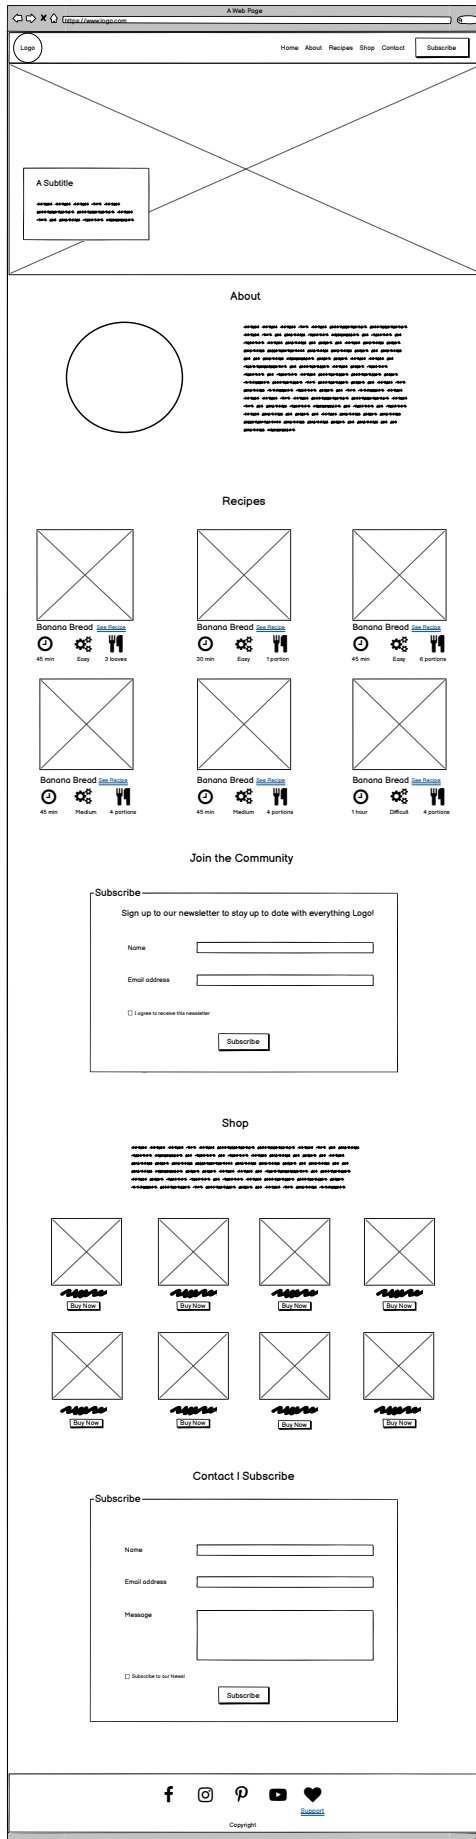 A Web Page
https://www.logo.com
Logo
Home About Recipes Shop Contact Subscribe
A Subtitle
About
Recipes
Banana Bread See Recipe
45 min Easy 3 loaves
Banana Bread See Recipe
30 min Easy 1 portion
Banana Bread See Recipe
45 min Easy 6 portions
Banana Bread See Recipe
45 min Medium 4 portions
Banana Bread See Recipe
45 min Medium 4 portions
Banana Bread See Recipe
1 hour Difficult 4 portions
Join the Community
Subscribe
Sign up to our newsletter to stay up to date with everything Logo!
Name
Email address
I agree to receive this newsletter
Subscribe
Shop
Buy Now Buy Now Buy Now Buy Now
Buy Now Buy Now Buy Now Buy Now
Contact | Subscribe
Subscribe
Name
Email address
Message
Subscribe to our Newsl
Subscribe
Support
Copyright